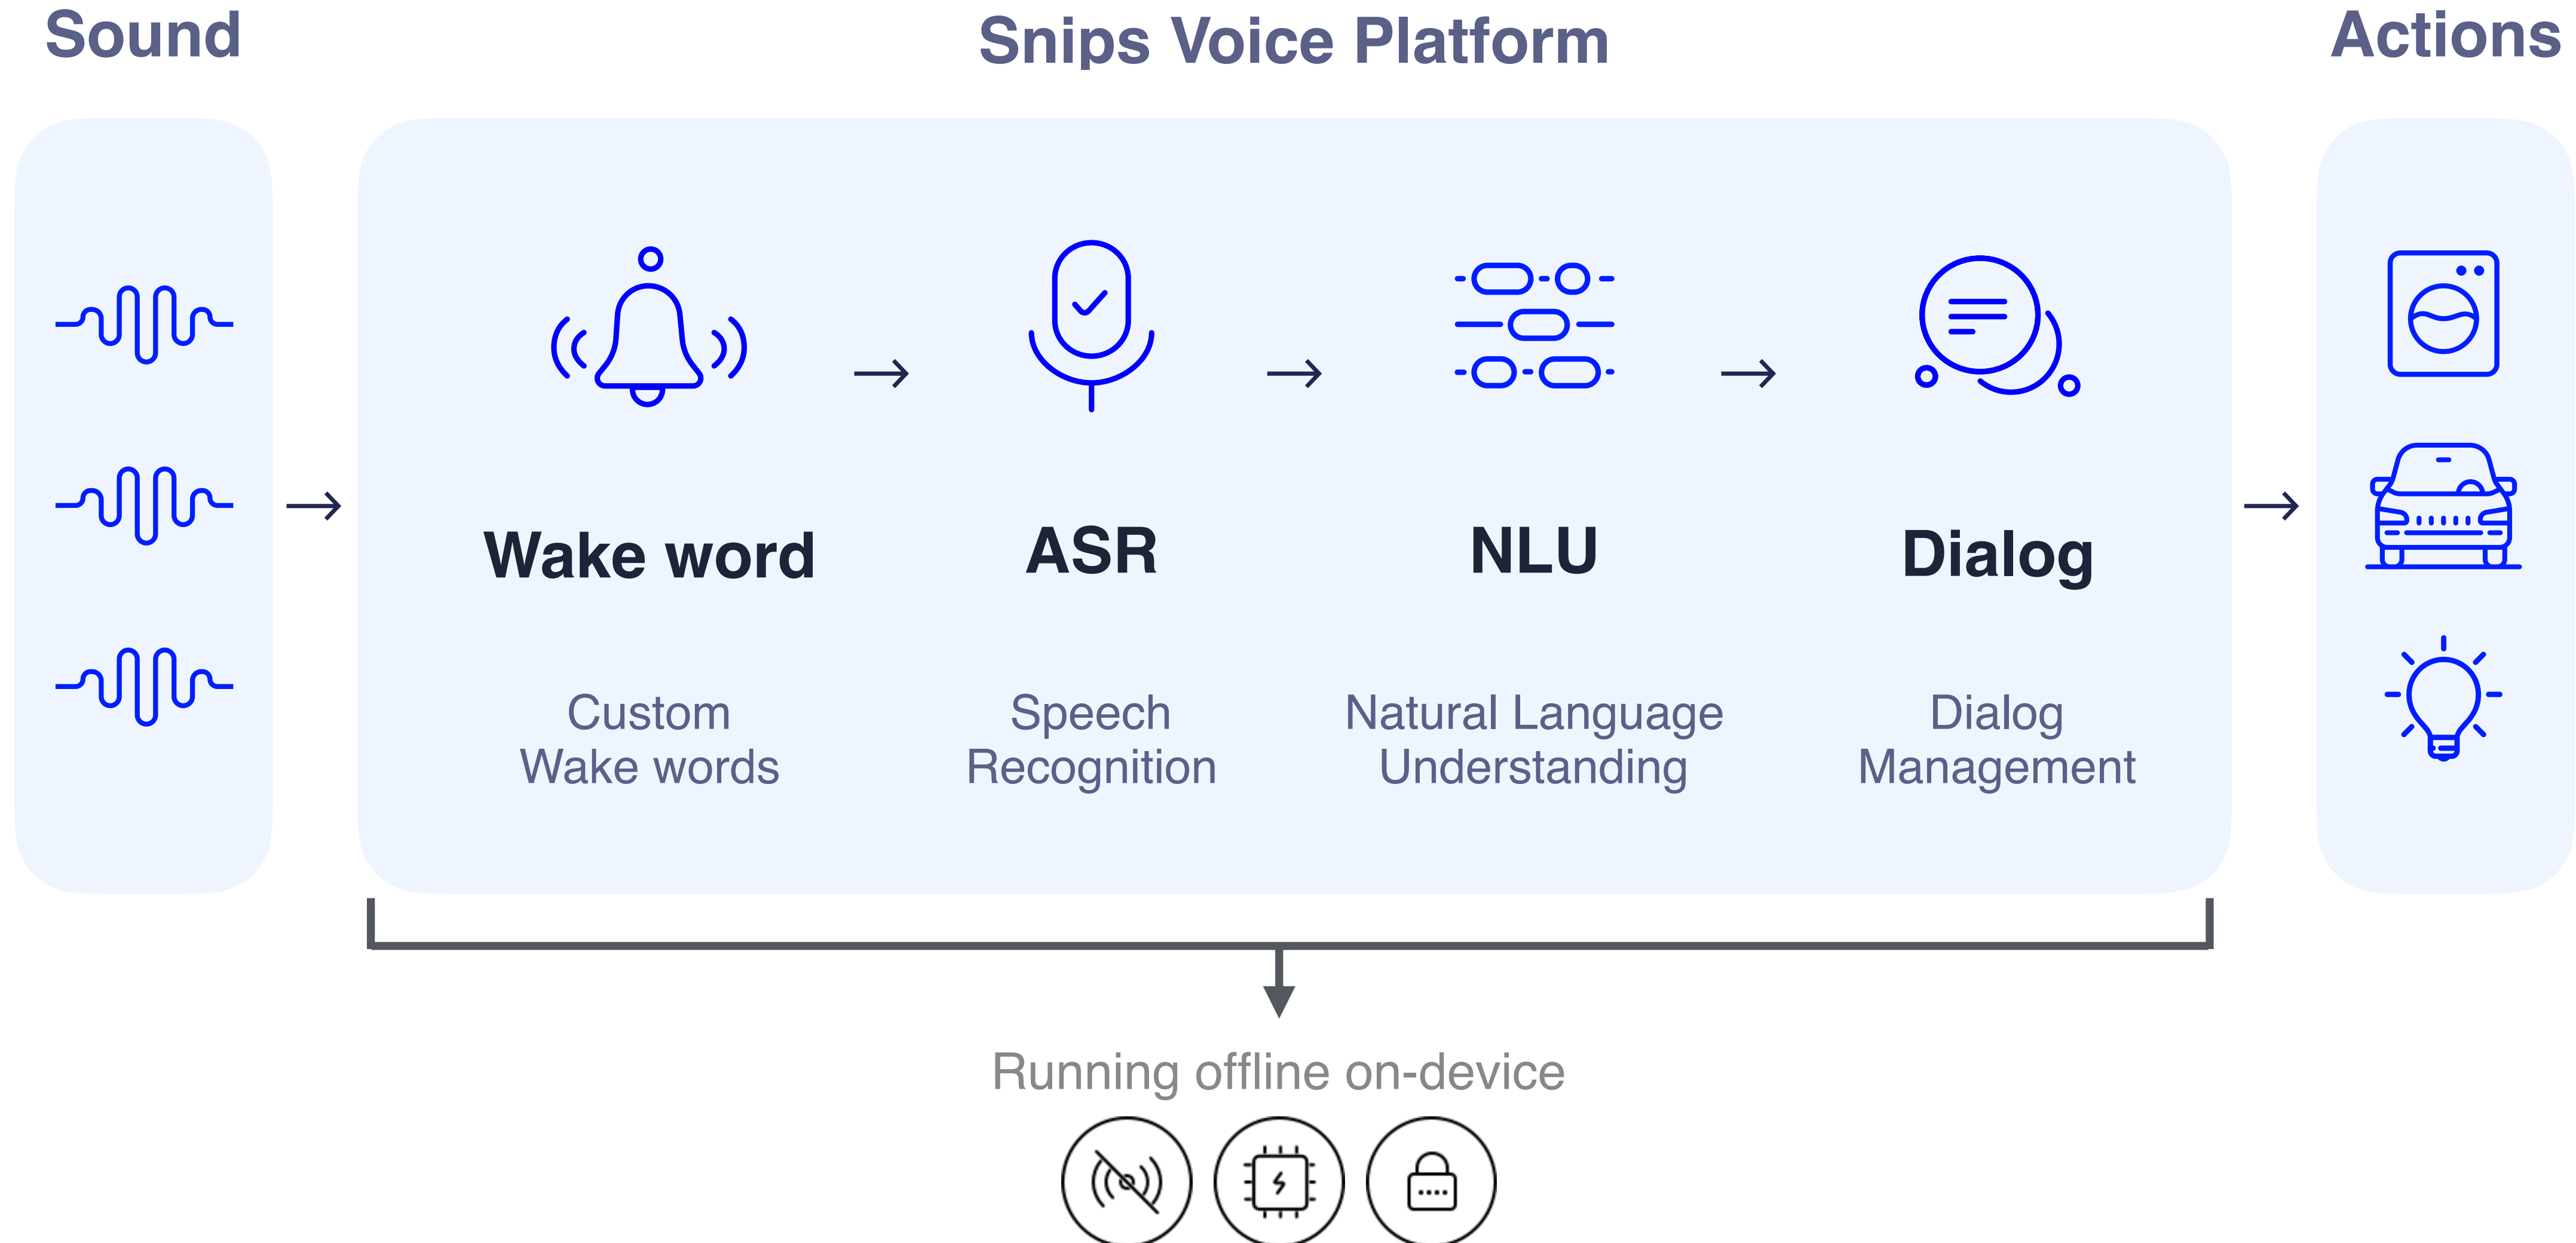 Sound
Snips Voice Platform
Actions
Wake word
ASR
NLU
Dialog
Custom
Wake words
Speech
Recognition
Natural Language
Understanding
Dialog
Management
Running offline on-device